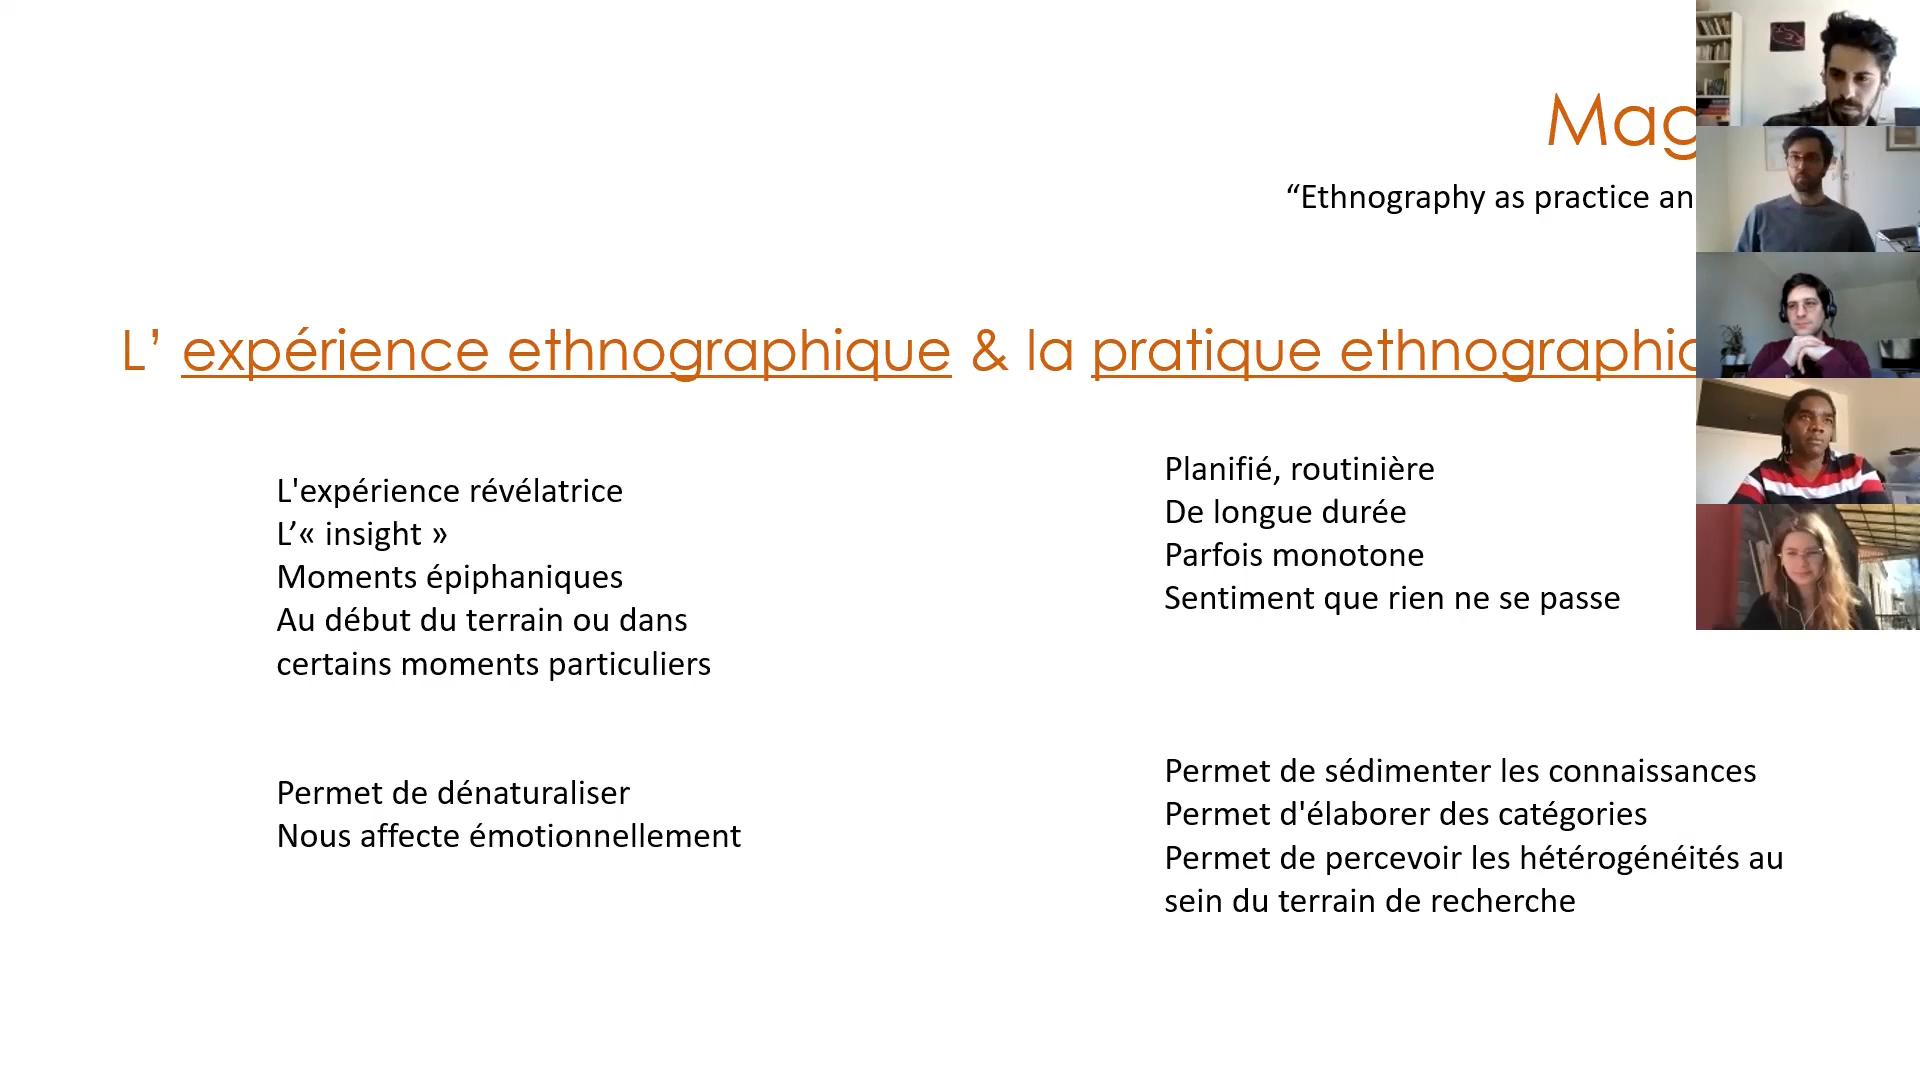 Mag
“Ethnography as practice an
L’ expérience ethnographique & la pratique ethnographic
L'expérience révélatrice
L’« insight »
Moments épiphaniques
Au début du terrain ou dans
certains moments particuliers
Permet de dénaturaliser
Nous affecte émotionnellement
Planifié, routinière
De longue durée
Parfois monotone
Sentiment que rien ne se passe
Permet de sédimenter les connaissances
Permet d'élaborer des catégories
Permet de percevoir les hétérogénéités au
sein du terrain de recherche